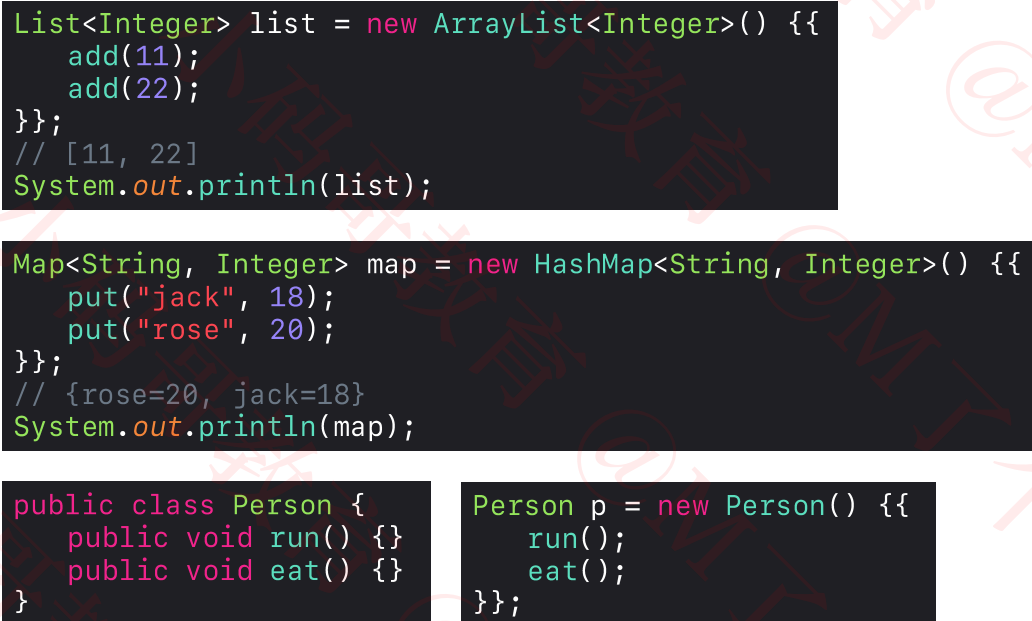 List<Integer> list = new ArrayList<Integer>() {{
    add(11);
    add(22);
}};
// [11, 22]
System.out.println(list);
Map<String, Integer> map = new HashMap<String, Integer>() {{
    put("jack", 18);
    put("rose", 20);
}};
// {rose=20, jack=18}
System.out.println(map);
public class Person {
    public void run() {}
    public void eat() {}
}
Person p = new Person() {{
    run();
    eat();
}};